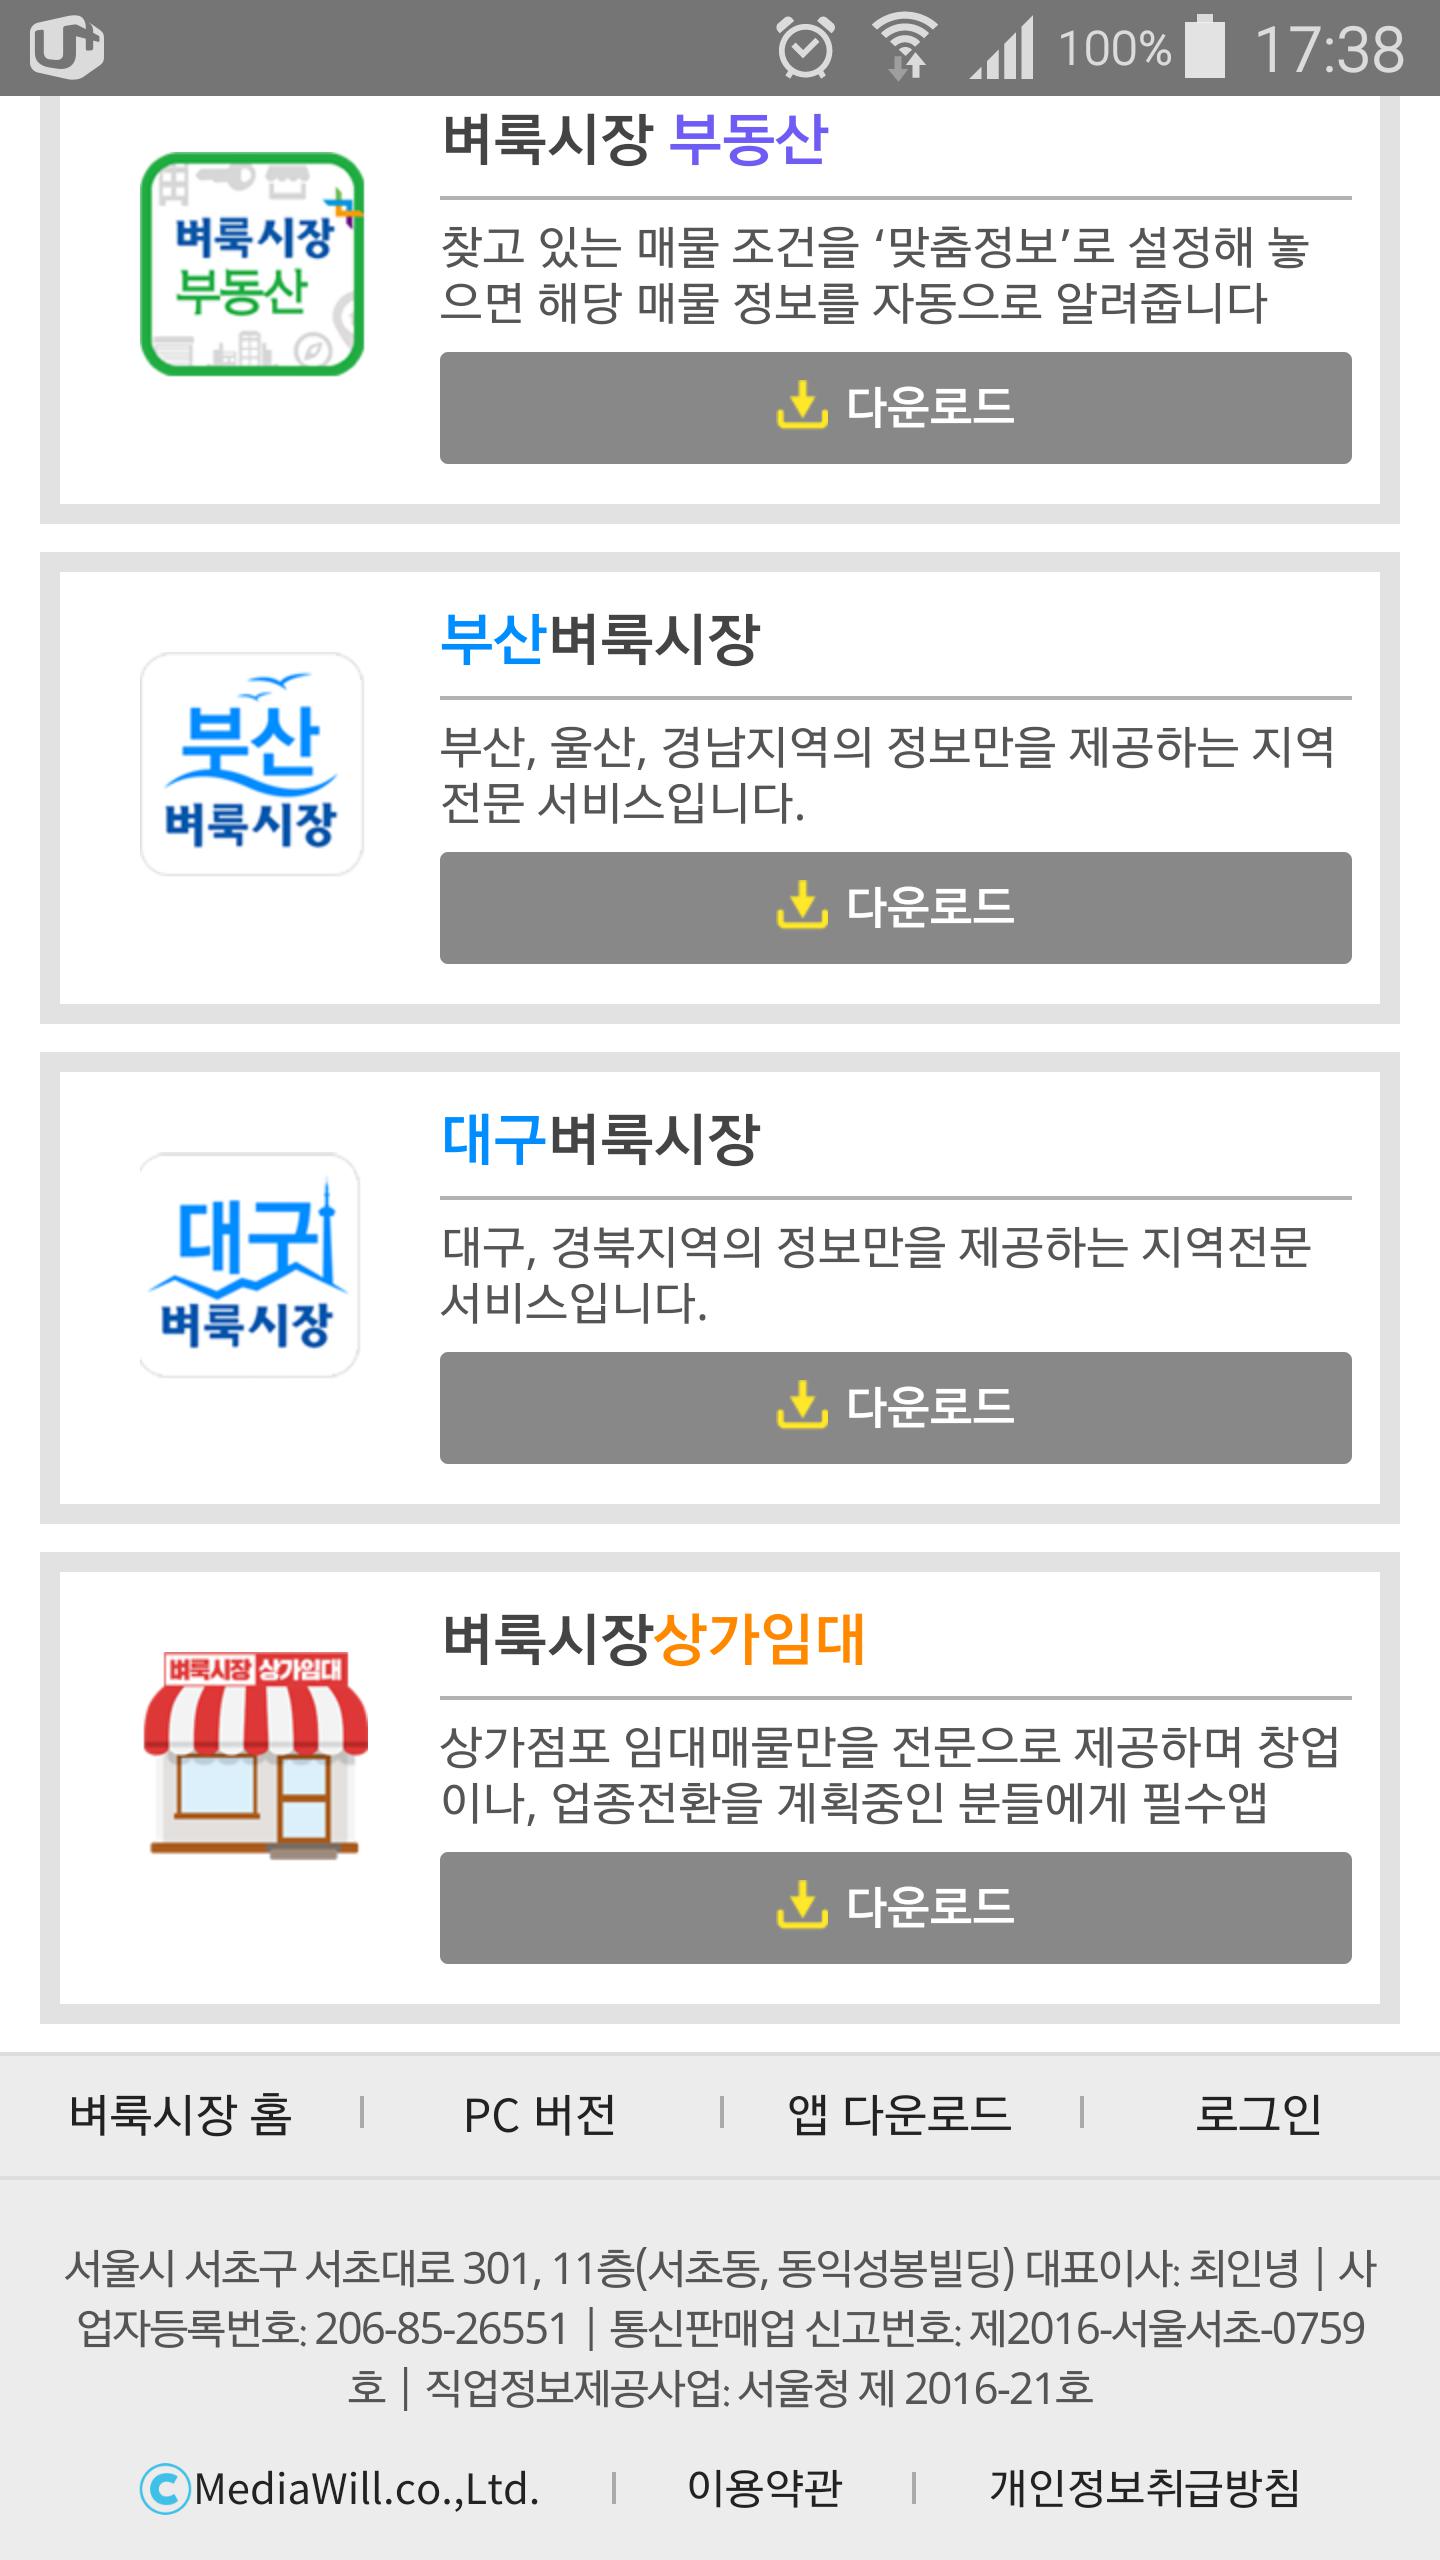 100% 17:38
벼룩시장 부동산
벼룩시장
부동산
찾고 있는 매물 조건을 ‘맞춤정보’로 설정해 놓
으면 해당 매물 정보를 자동으로 알려줍니다
다운로드
부산벼룩시장
부산
벼룩시장
부산, 울산, 경남지역의 정보만을 제공하는 지역
전문 서비스입니다.
다운로드
대구벼룩시장
대구
벼룩시장
대구, 경북지역의 정보만을 제공하는 지역전문
서비스입니다.
다운로드
벼룩시장상가임대
벼룩시장 상가임대
상가점포 임대매물만을 전문으로 제공하며 창업
이나, 업종전환을 계획중인 분들에게 필수앱
다운로드
벼룩시장 홈 | PC 버전 | 앱 다운로드 | 로그인
서울시 서초구 서초대로 301, 11층(서초동, 동익성봉빌딩) 대표이사: 최인녕 | 사
업자등록번호: 206-85-26551 | 통신판매업 신고번호: 제2016-서울서초-0759
호 | 직업정보제공사업: 서울청 제 2016-21호
©MediaWill.co.,Ltd. | 이용약관 | 개인정보취급방침